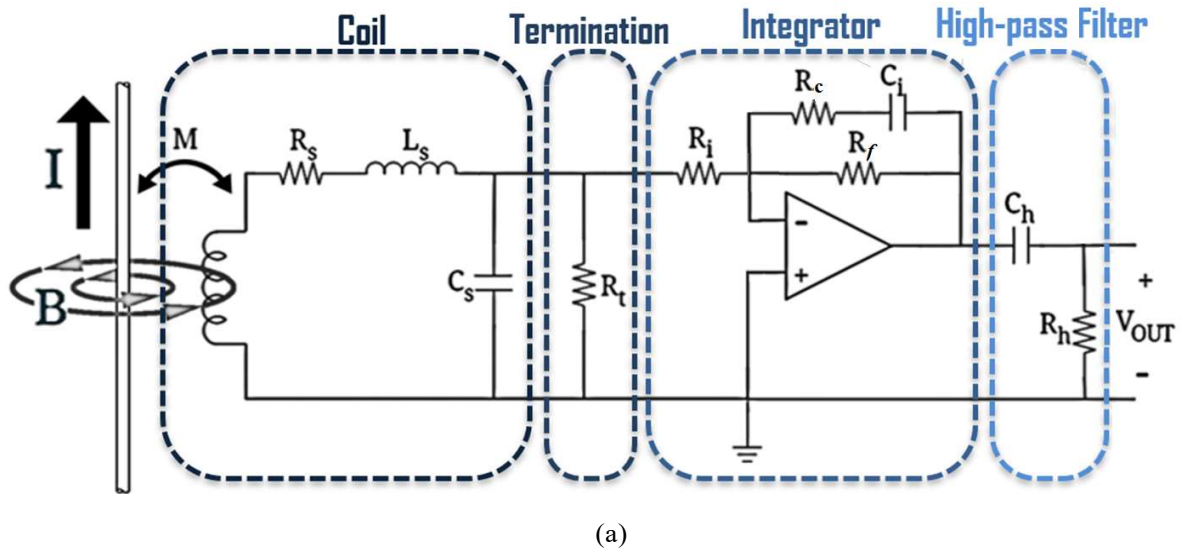 Coil
Termination
Integrator
High-pass Filter
I
M
B
Rs
Ls
Cs
Rt
Ri
Rc
Ci
Rf
-
+
Ch
Rh
+
VOUT
-
(a)